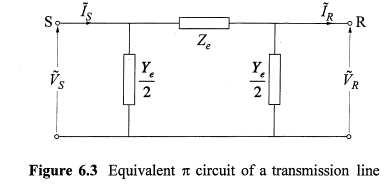 S
Ĩ_S
Z_e
Ĩ_R
R
Ṽ_S
Y_e
2
Y_e
2
Ṽ_R
Figure 6.3 Equivalent π circuit of a transmission line